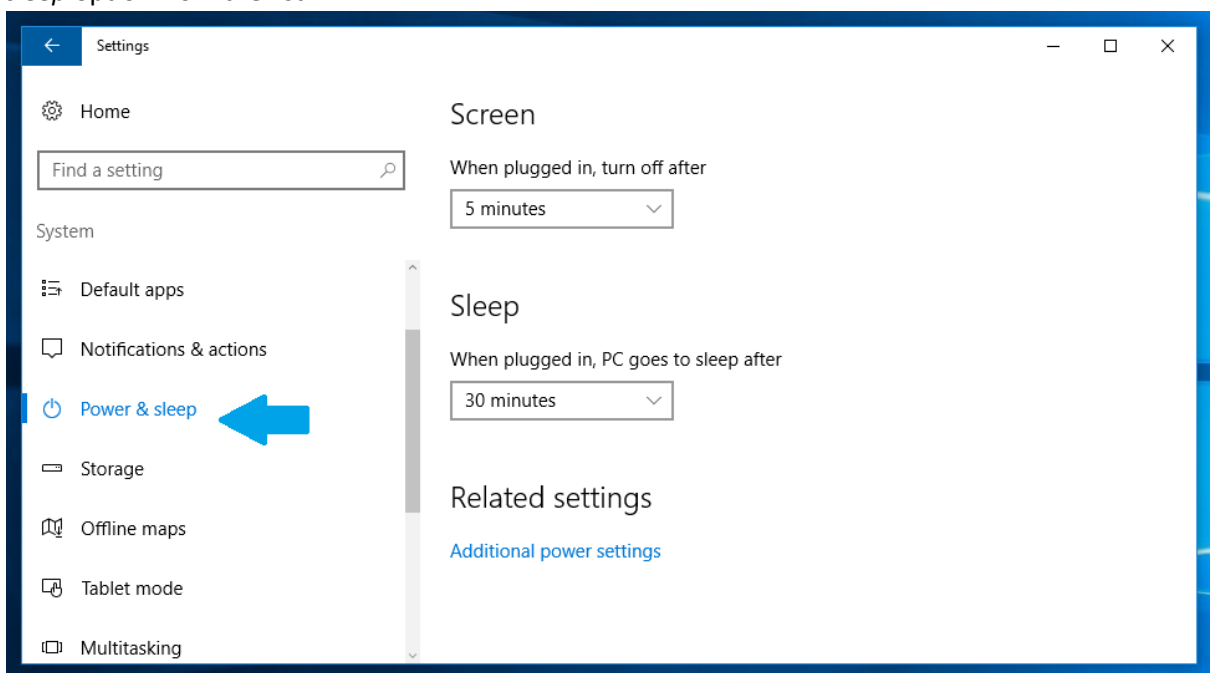 Settings
Home
Find a setting
System
Default apps
Notifications & actions
Power & sleep
Storage
Offline maps
Tablet mode
Multitasking
Screen
When plugged in, turn off after
5 minutes
Sleep
When plugged in, PC goes to sleep after
30 minutes
Related settings
Additional power settings